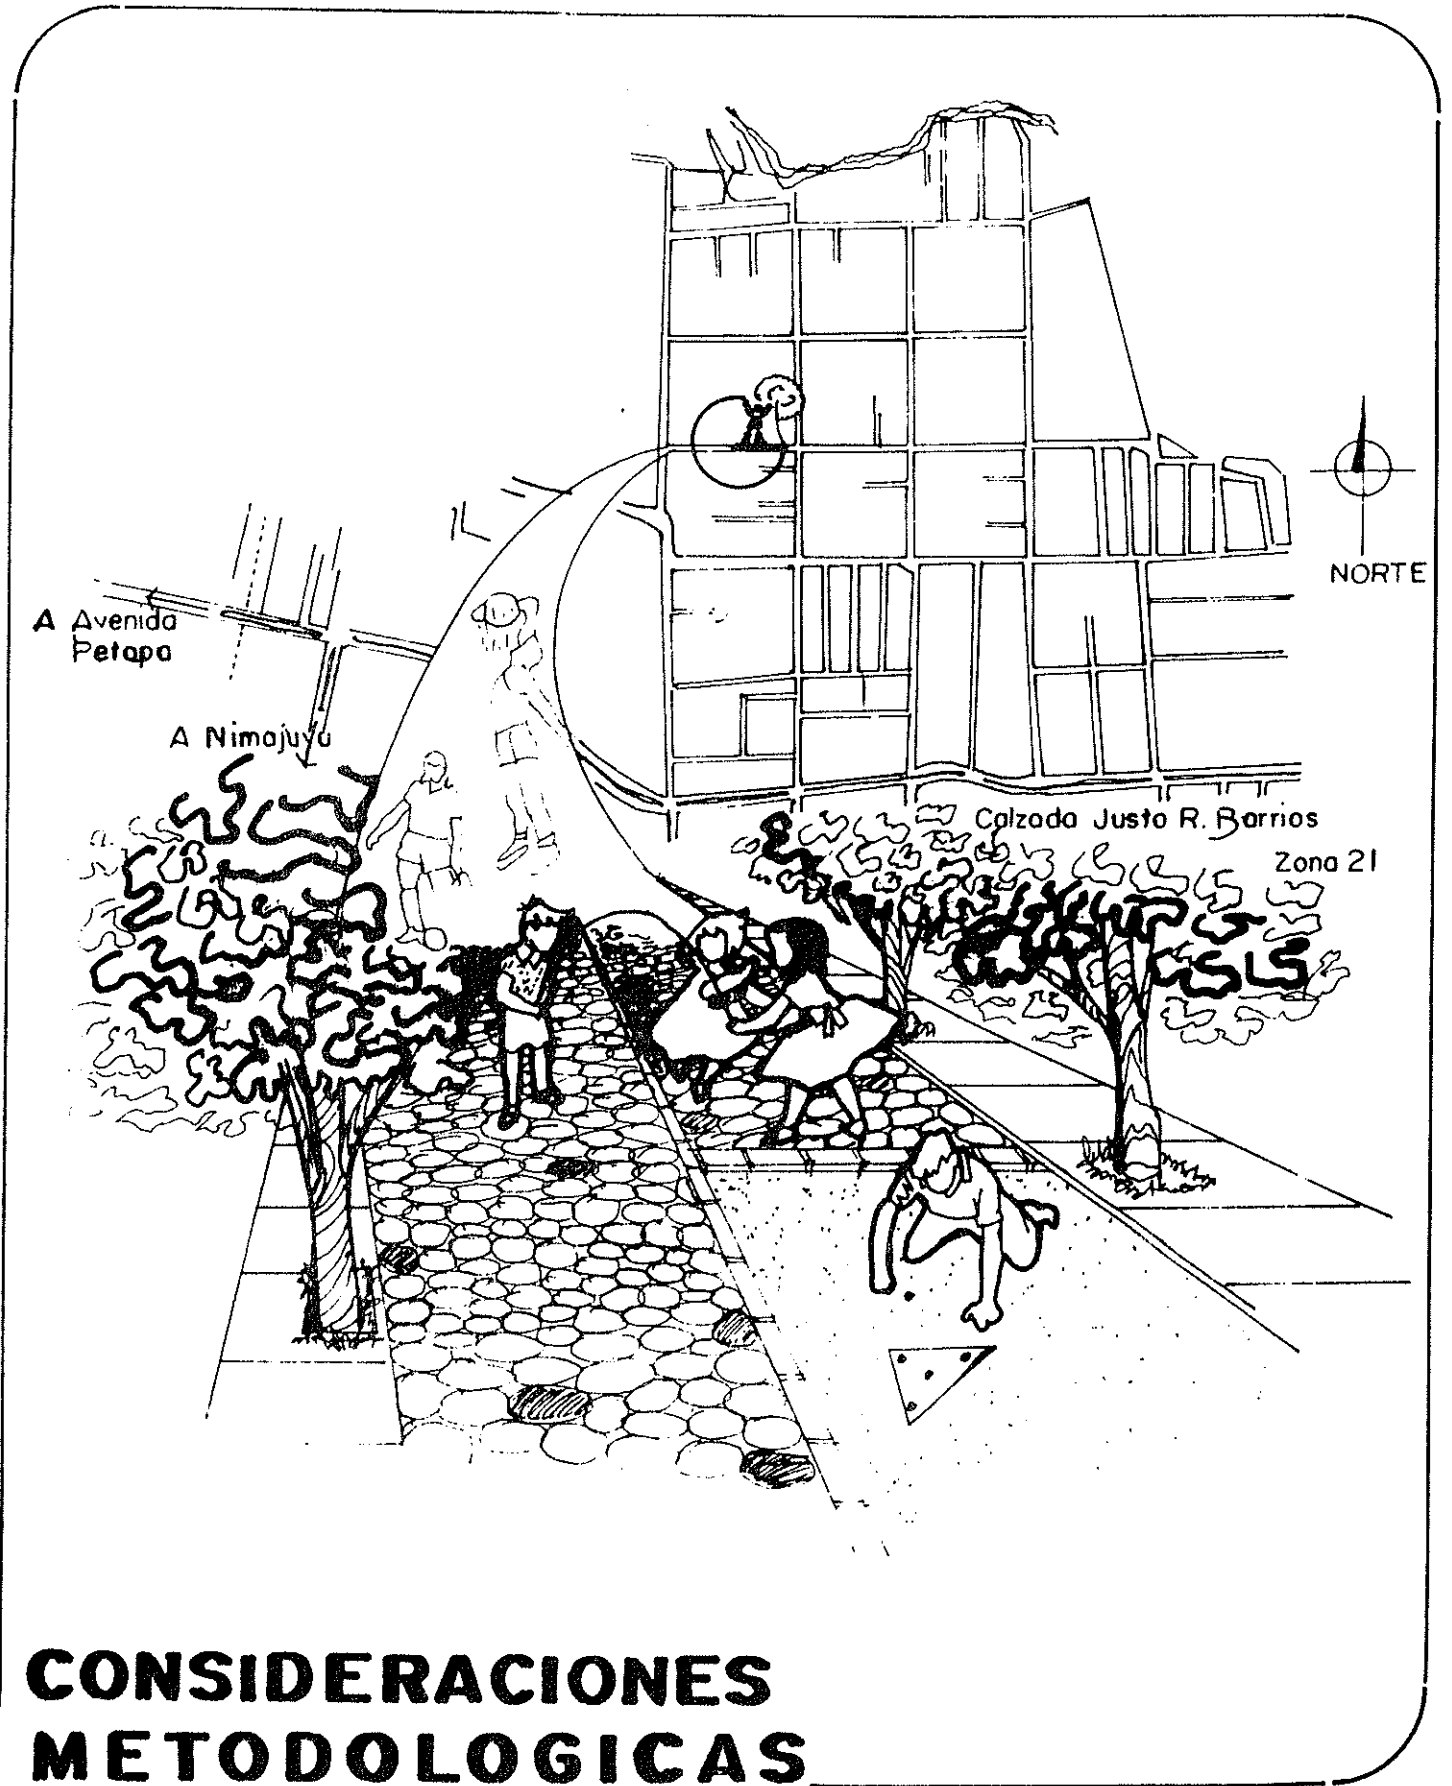 NORTE
A Avenida
Petapa
A Nimajuyu
Calzada Justo R. Barrios
Zona 21
CONSIDERACIONES
METODOLOGICAS